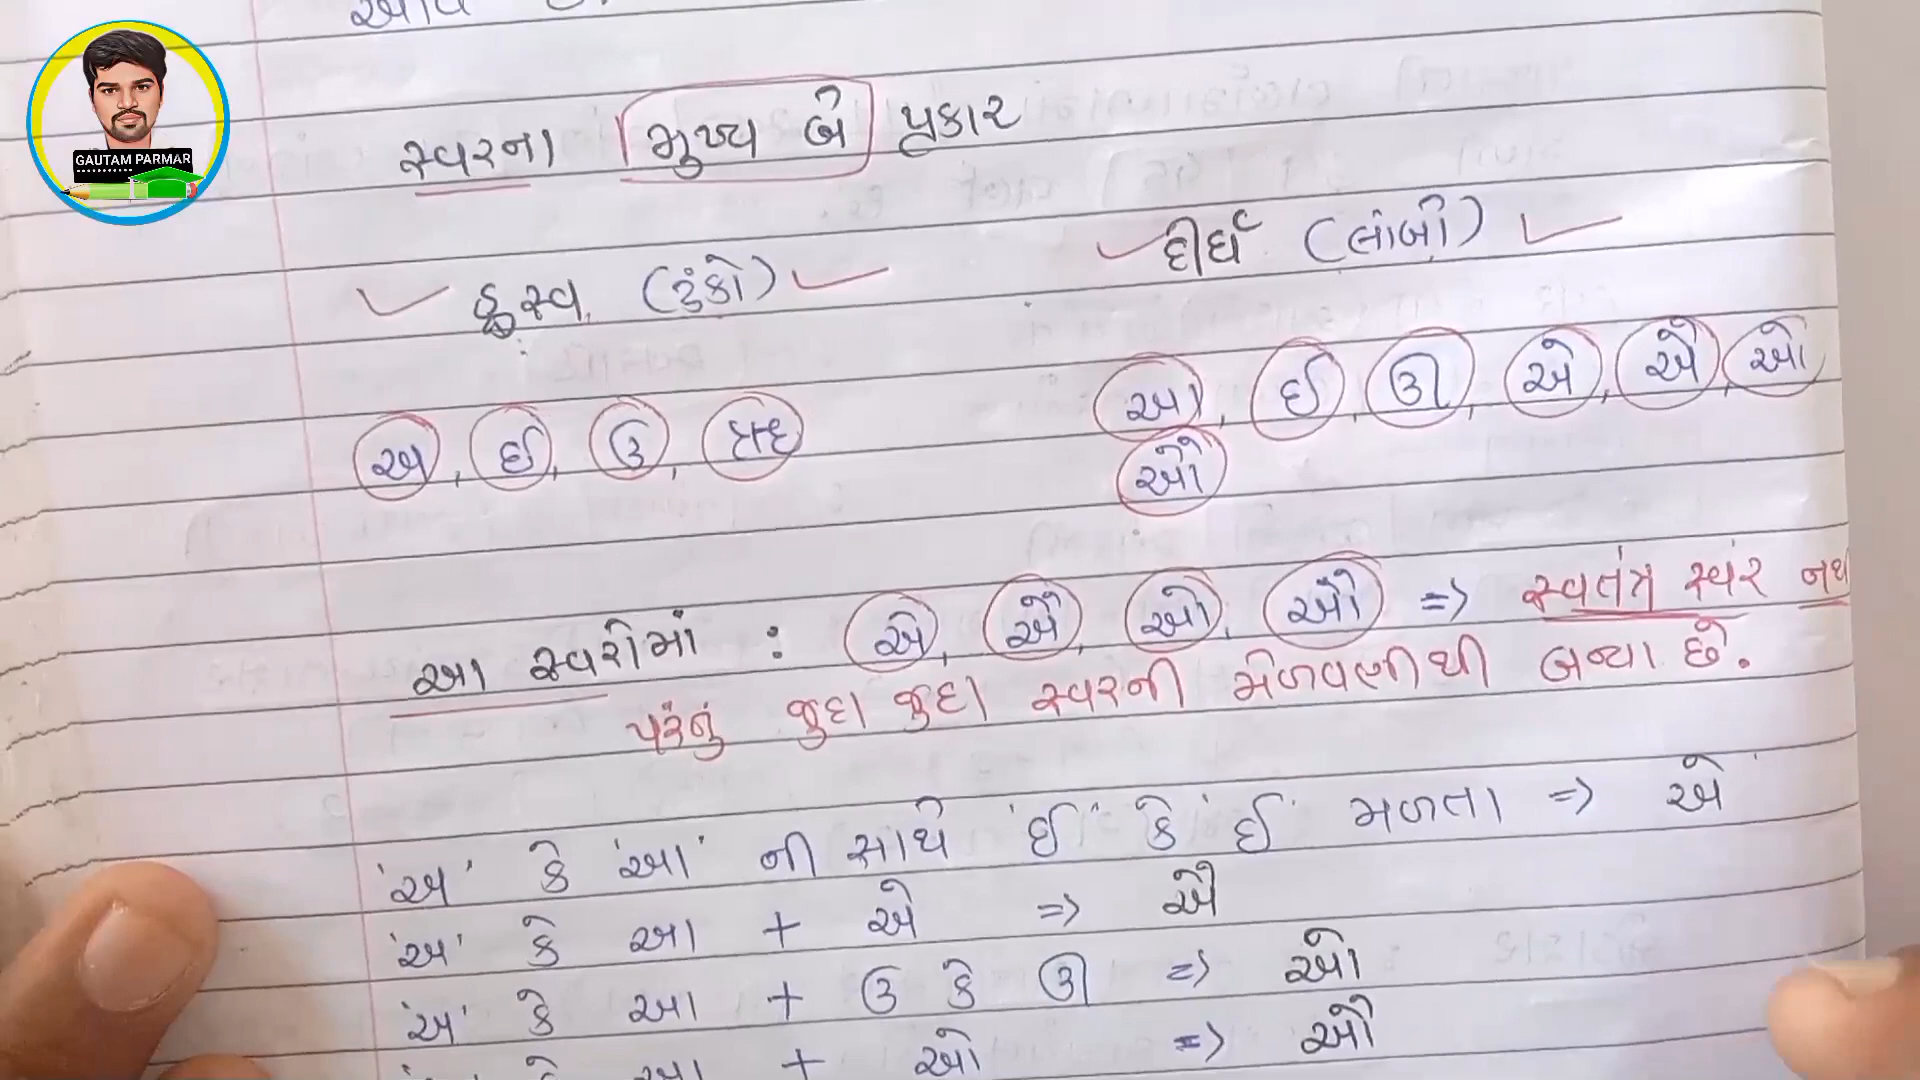 GAUTAM PARMAR
સ્વરના મુખ્ય બે પ્રકાર
હ્રસ્વ (ટુંકો)
દીર્ઘ (લાંબો)
અ, ઈ, ઉ, ઋ
આ, ઈ, ઊ, એ, ઐ, ઓ
ઔ
આ સ્વરોમાં : એ, ઐ, ઓ, ઔ => સ્વતંત્ર સ્વર નથ
પરંતું જુદા જુદા સ્વરની મેળવણીથી બન્યા છે.
'અ' કે 'આ' ની સાથે 'ઈ' કે 'ઈ' મળતા => એ
'અ' કે આ + એ => ઐ
'અ' કે આ + ઉ કે ઊ => ઓ
કે આ + ઓ => ઔ